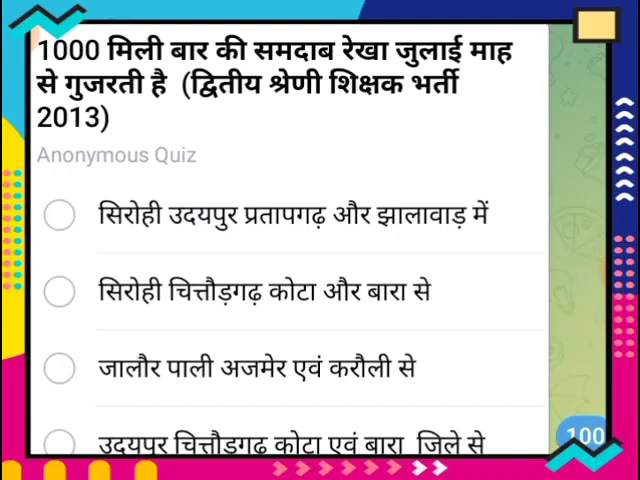 1000 मिली बार की समदाब रेखा जुलाई माह
से गुजरती है (द्वितीय श्रेणी शिक्षक भर्ती
2013)
Anonymous Quiz
सिरोही उदयपुर प्रतापगढ़ और झालावाड़ में
सिरोही चित्तौड़गढ़ कोटा और बारा से
जालौर पाली अजमेर एवं करौली से
उदयपुर चित्तौड़गढ़ कोटा एवं बारा जिले से
100